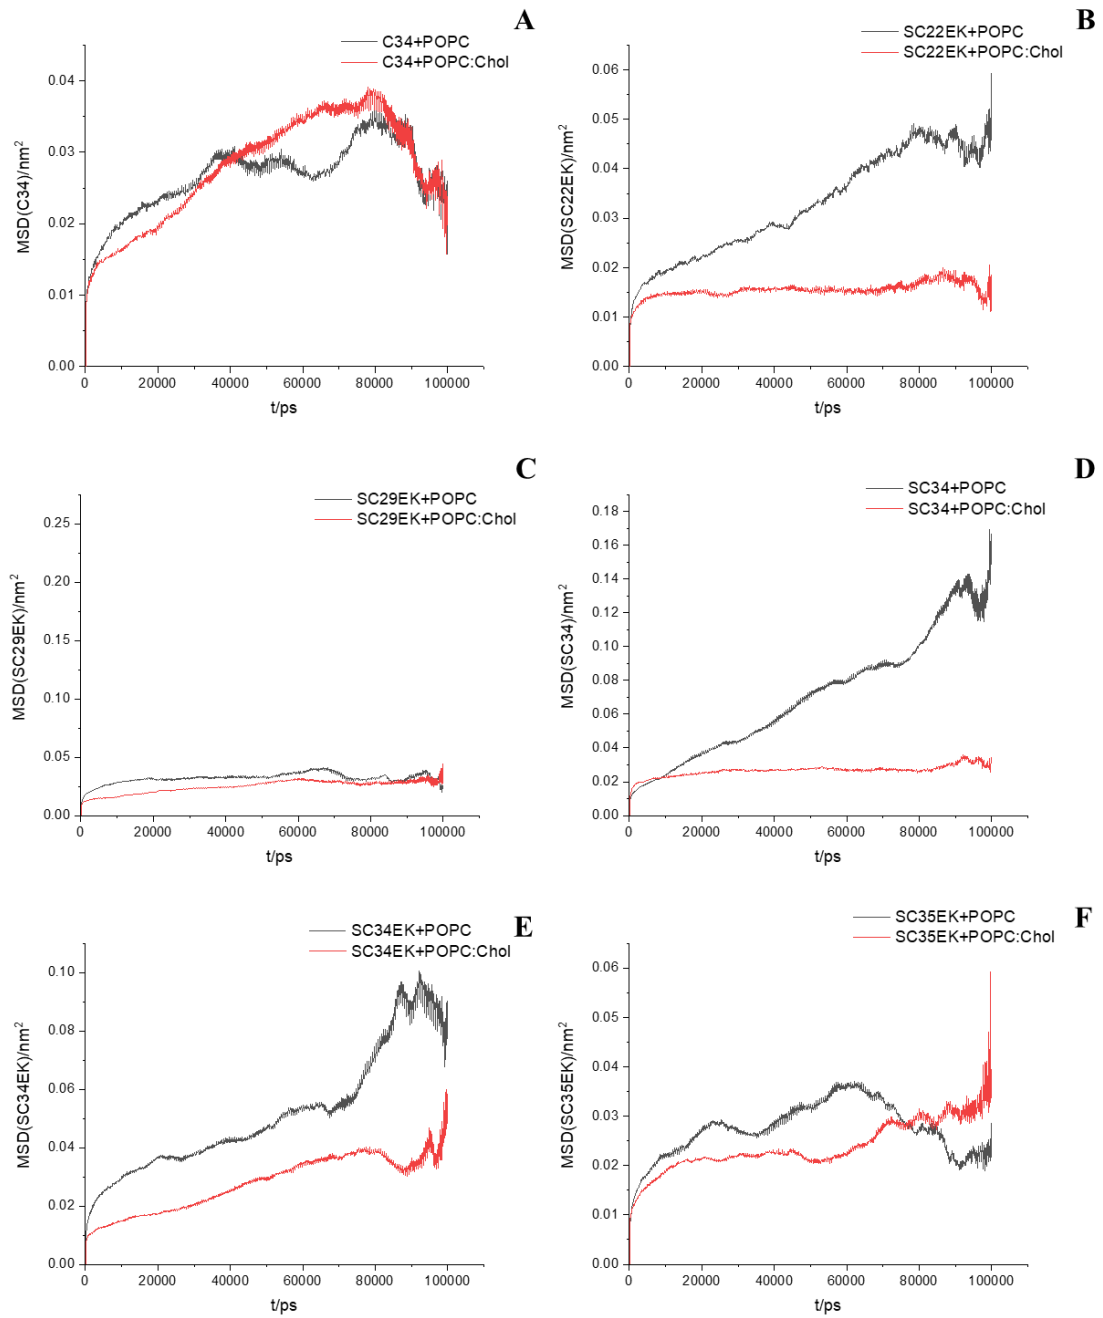 A
C34+POPC
C34+POPC:Chol
MSD(C34)/nm²
0.04
0.03
0.02
0.01
0.00
0 20000 40000 60000 80000 100000
t/ps
B
SC22EK+POPC
SC22EK+POPC:Chol
MSD(SC22EK)/nm²
0.06
0.05
0.04
0.03
0.02
0.01
0.00
0 20000 40000 60000 80000 100000
t/ps
C
SC29EK+POPC
SC29EK+POPC:Chol
MSD(SC29EK)/nm²
0.25
0.20
0.15
0.10
0.05
0.00
0 20000 40000 60000 80000 100000
t/ps
D
SC34+POPC
SC34+POPC:Chol
MSD(SC34)/nm²
0.18
0.16
0.14
0.12
0.10
0.08
0.06
0.04
0.02
0.00
0 20000 40000 60000 80000 100000
t/ps
E
SC34EK+POPC
SC34EK+POPC:Chol
MSD(SC34EK)/nm²
0.10
0.08
0.06
0.04
0.02
0.00
0 20000 40000 60000 80000 100000
t/ps
F
SC35EK+POPC
SC35EK+POPC:Chol
MSD(SC35EK)/nm²
0.06
0.05
0.04
0.03
0.02
0.01
0.00
0 20000 40000 60000 80000 100000
t/ps